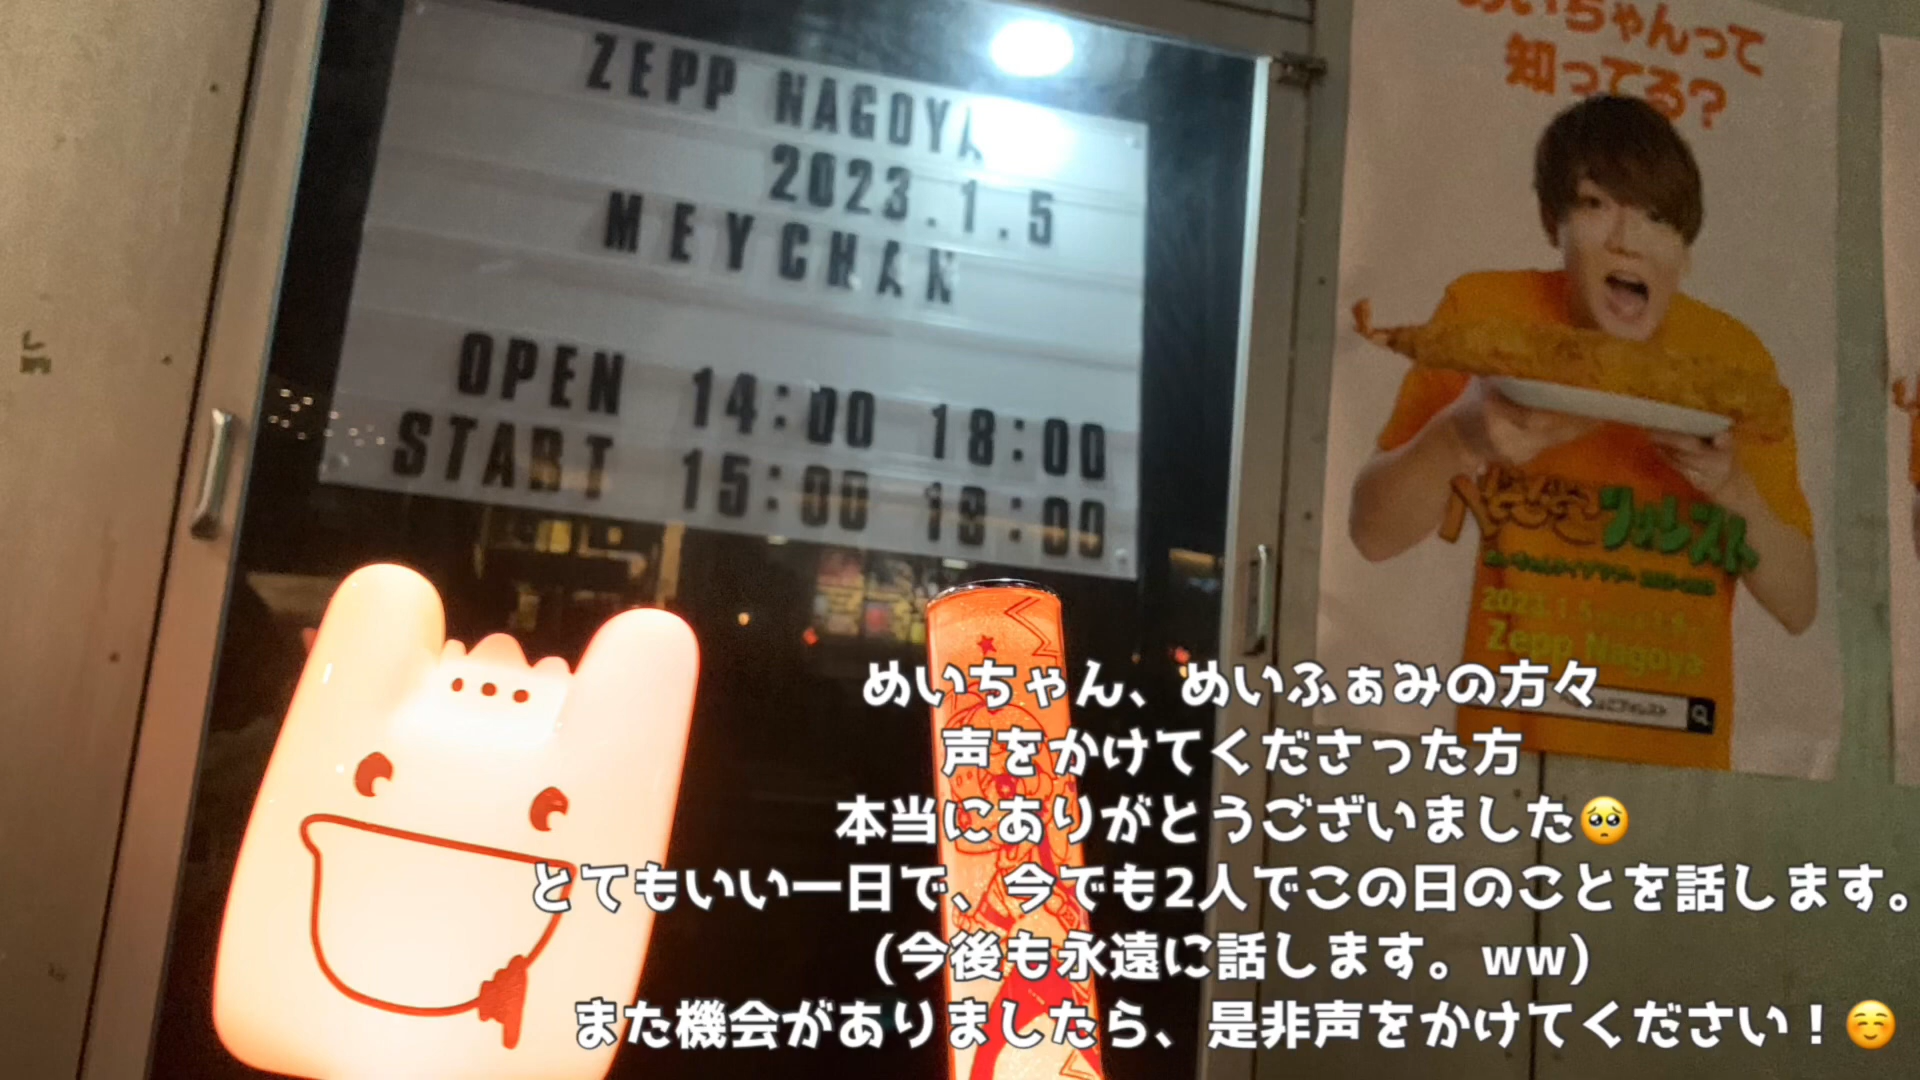 ZEPP NAGOYA
2023.1.5
MEYCHAN
OPEN 14:00 18:00
START 15:00 19:00
めいちゃんって
知ってる?
Zepp Nagoya
めいちゃん、めいふぁみの方々
声をかけてくださった方
本当にありがとうございました🥺
とてもいい一日で、今でも2人でこの日のことを話します。
(今後も永遠に話します。ww)
また機会がありましたら、是非声をかけてください！☺️